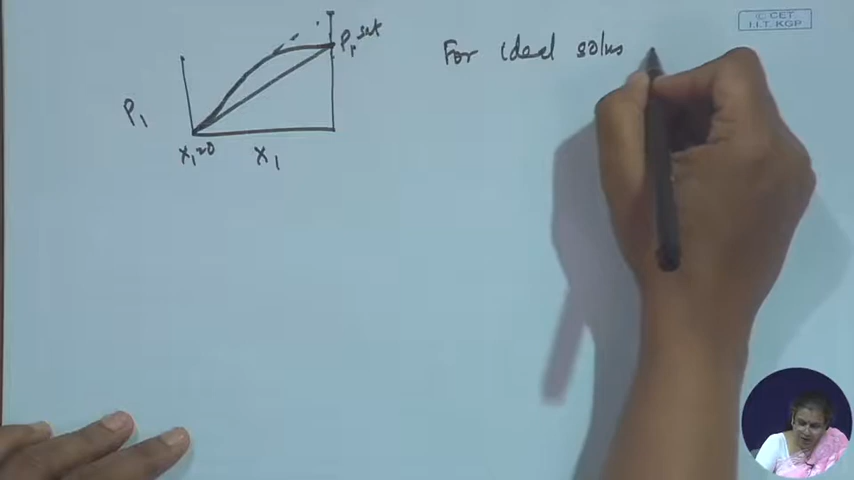 © CET
I.I.T. KGP
P₁ sat
For ideal solns
P₁
x₁=0
x₁